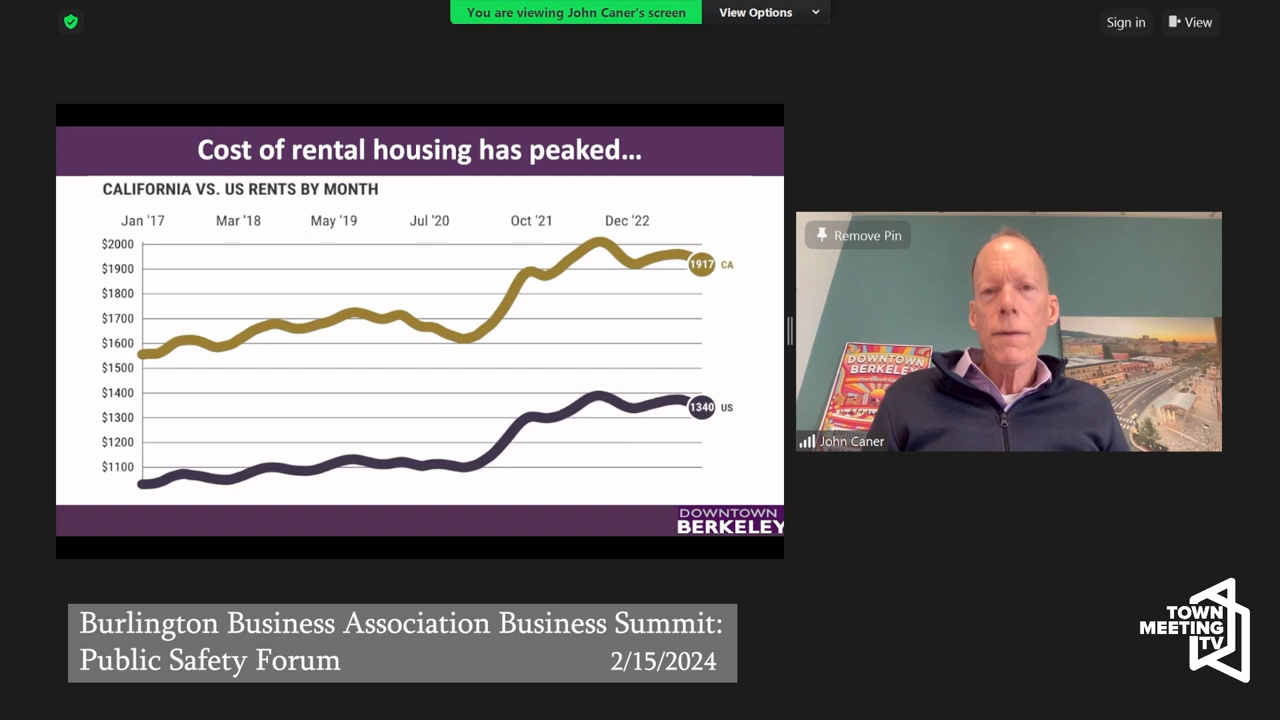 You are viewing John Caner's screen
View Options
Sign in
View
Cost of rental housing has peaked…
CALIFORNIA VS. US RENTS BY MONTH
Jan '17 Mar '18 May '19 Jul '20 Oct '21 Dec '22
$2000
$1900
$1800
$1700
$1600
$1500
$1400
$1300
$1200
$1100
1917 CA
1340 US
DOWNTOWN
BERKELEY
Remove Pin
DOWNTOWN
BERKELEY
John Caner
Burlington Business Association Business Summit:
Public Safety Forum 2/15/2024
TOWN
MEETING
TV